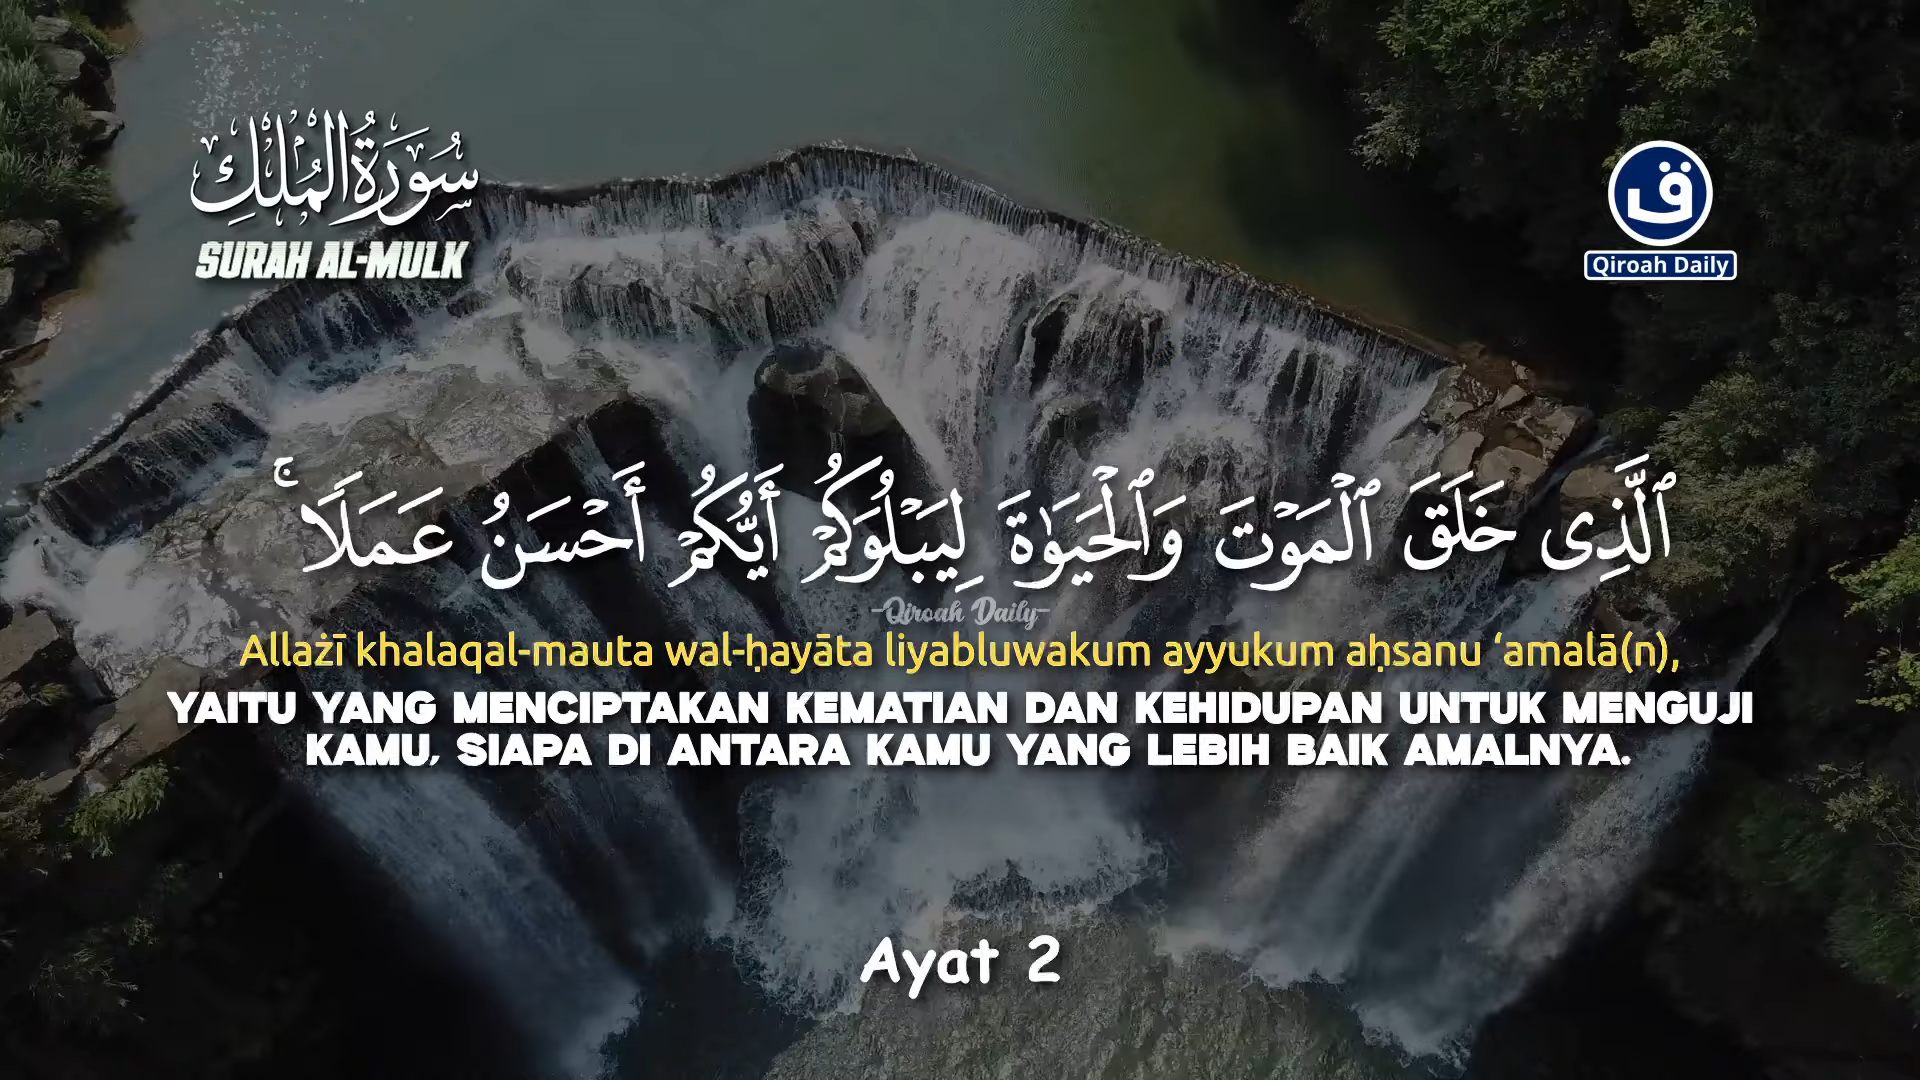 سُورَةُ الْمُلْكِ
SURAH AL-MULK
ق
Qiroah Daily
ٱلَّذِى خَلَقَ ٱلْمَوْتَ وَٱلْحَيَوٰةَ لِيَبْلُوَكُمْ أَيُّكُمْ أَحْسَنُ عَمَلًا ۚ
-Qiroah Daily-
Allażī khalaqal-mauta wal-ḥayāta liyabluwakum ayyukum aḥsanu ‘amalā(n),
YAITU YANG MENCIPTAKAN KEMATIAN DAN KEHIDUPAN UNTUK MENGUJI
KAMU, SIAPA DI ANTARA KAMU YANG LEBIH BAIK AMALNYA.
Ayat 2